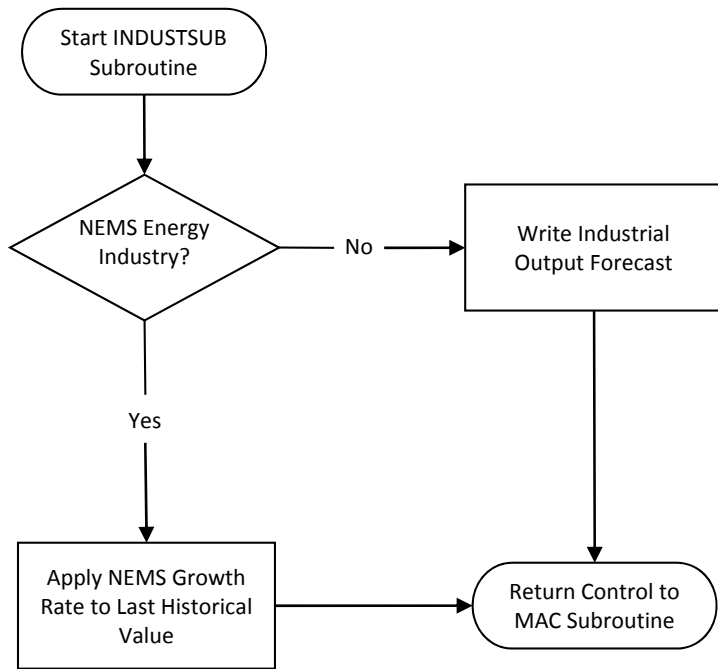 Start INDUSTSUB
Subroutine
NEMS Energy
Industry?
No
Write Industrial
Output Forecast
Yes
Apply NEMS Growth
Rate to Last Historical
Value
Return Control to
MAC Subroutine